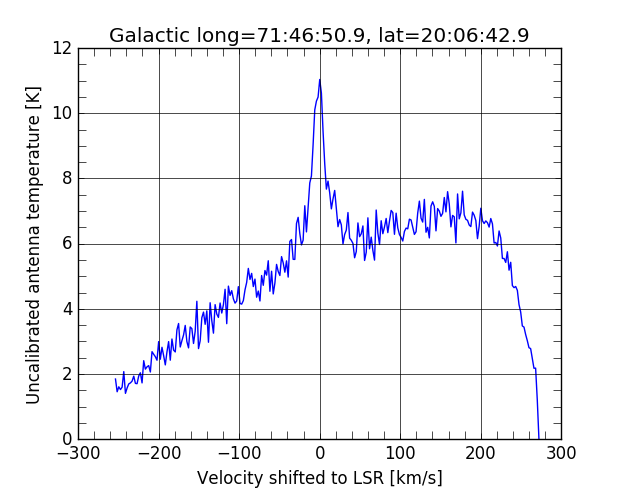 Galactic long=71:46:50.9, lat=20:06:42.9
12
10
8
6
4
2
0
Uncalibrated antenna temperature [K]
−300 −200 −100 0 100 200 300
Velocity shifted to LSR [km/s]